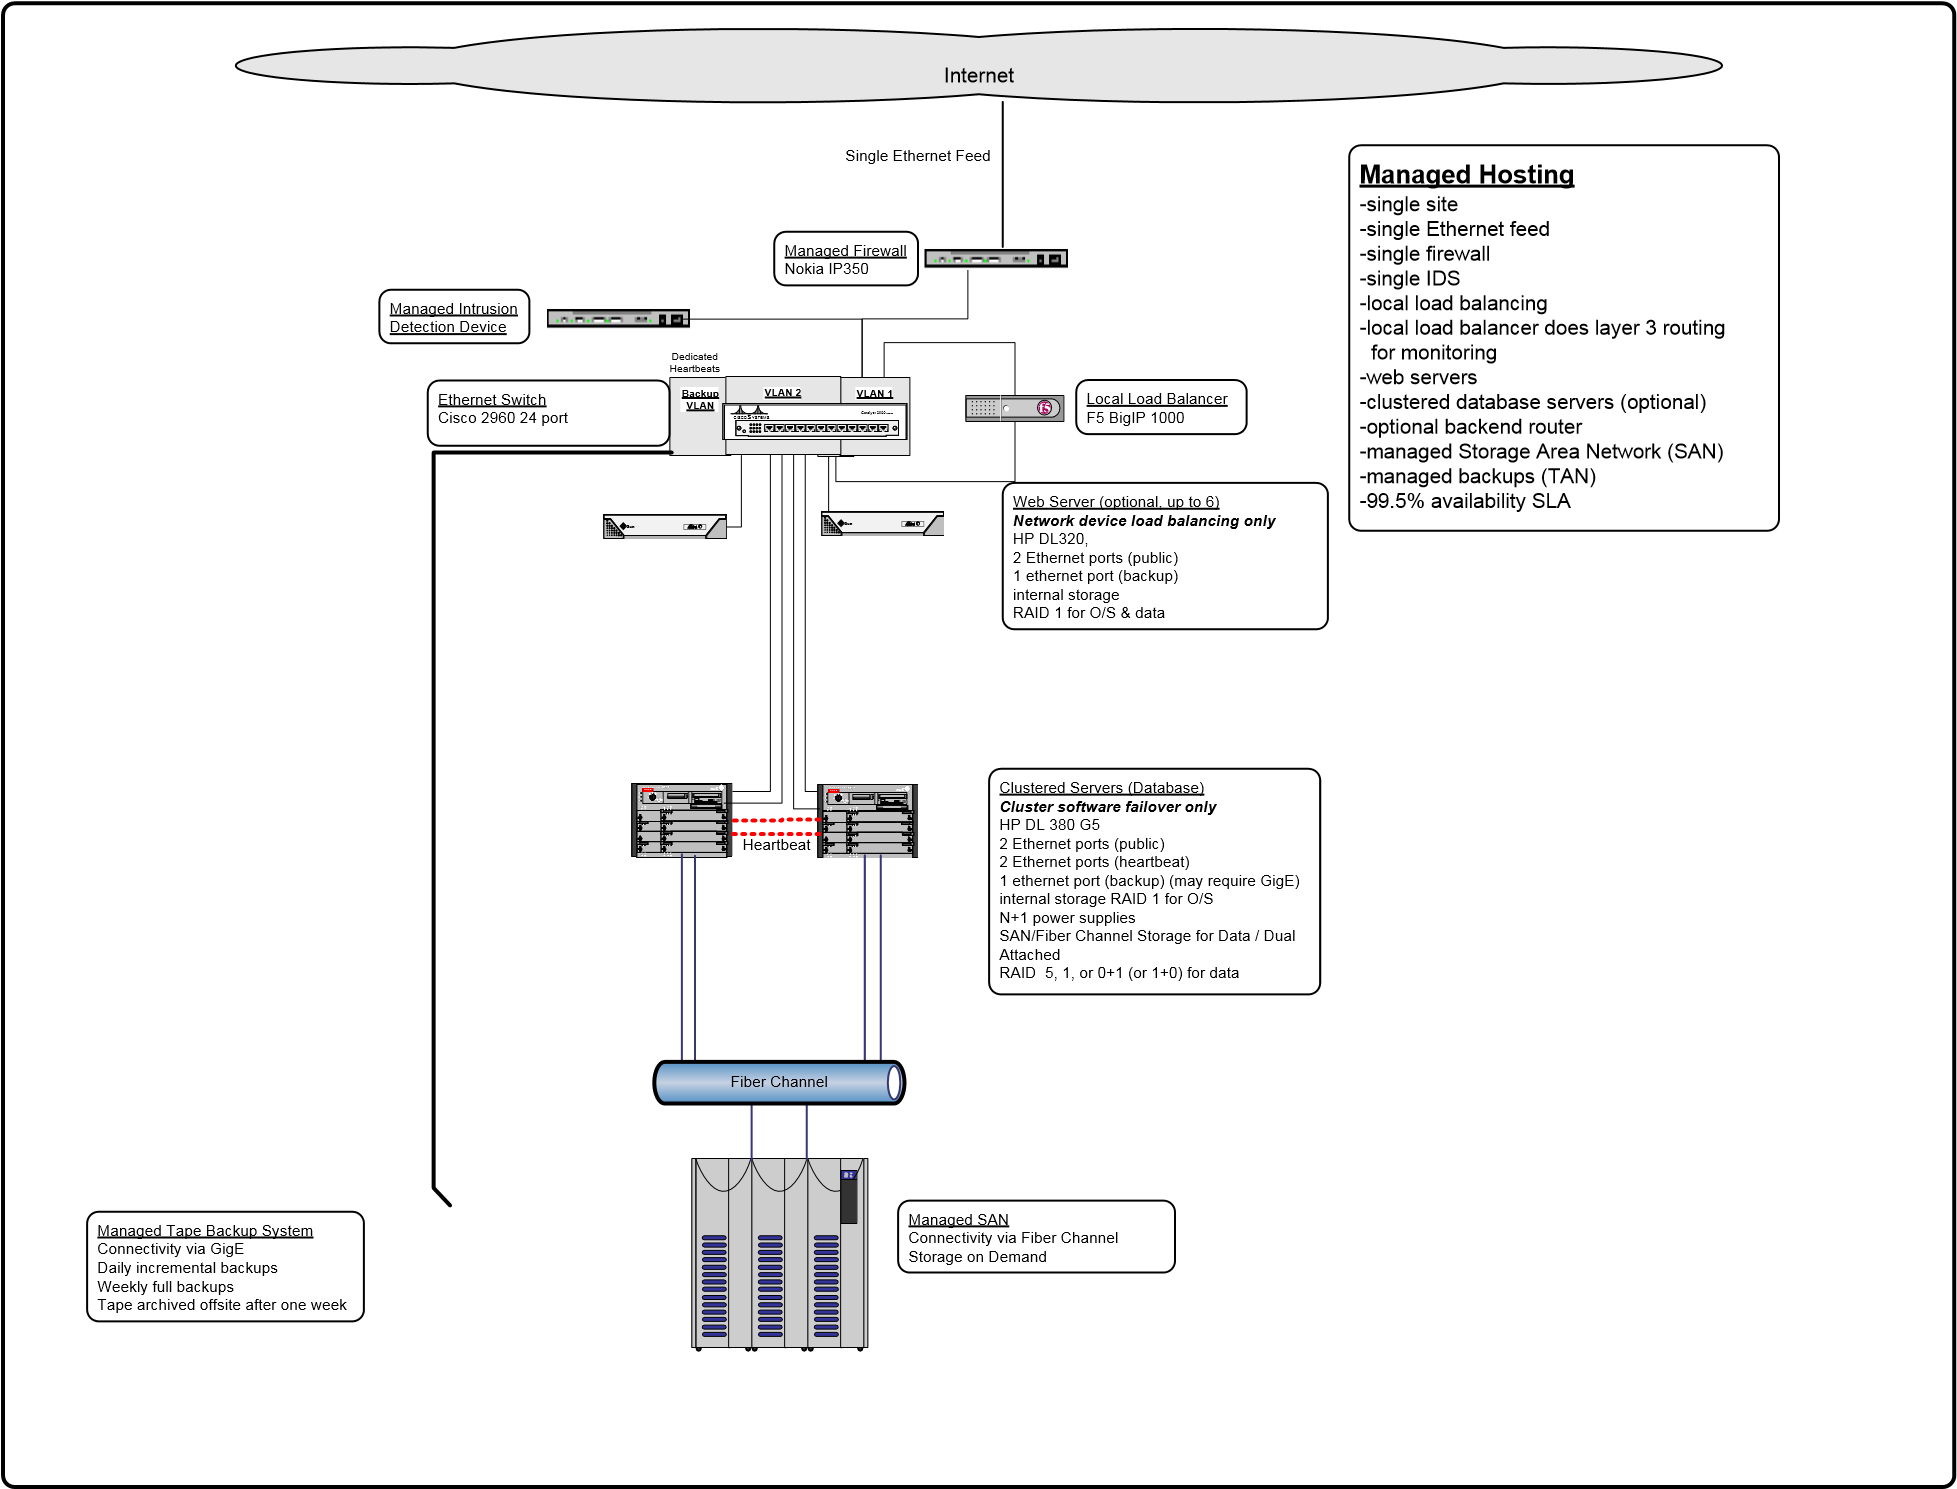 Internet
Single Ethernet Feed
Managed Hosting
-single site
-single Ethernet feed
-single firewall
-single IDS
-local load balancing
-local load balancer does layer 3 routing
for monitoring
-web servers
-clustered database servers (optional)
-optional backend router
-managed Storage Area Network (SAN)
-managed backups (TAN)
-99.5% availability SLA
Managed Firewall
Nokia IP350
Managed Intrusion
Detection Device
Dedicated
Heartbeats
Backup
VLAN
VLAN 2
VLAN 1
Ethernet Switch
Cisco 2960 24 port
CISCO SYSTEMS
Local Load Balancer
F5 BigIP 1000
Web Server (optional, up to 6)
Network device load balancing only
HP DL320,
2 Ethernet ports (public)
1 ethernet port (backup)
internal storage
RAID 1 for O/S & data
Heartbeat
Clustered Servers (Database)
Cluster software failover only
HP DL 380 G5
2 Ethernet ports (public)
2 Ethernet ports (heartbeat)
1 ethernet port (backup) (may require GigE)
internal storage RAID 1 for O/S
N+1 power supplies
SAN/Fiber Channel Storage for Data / Dual
Attached
RAID  5, 1, or 0+1 (or 1+0) for data
Fiber Channel
Managed SAN
Connectivity via Fiber Channel
Storage on Demand
Managed Tape Backup System
Connectivity via GigE
Daily incremental backups
Weekly full backups
Tape archived offsite after one week